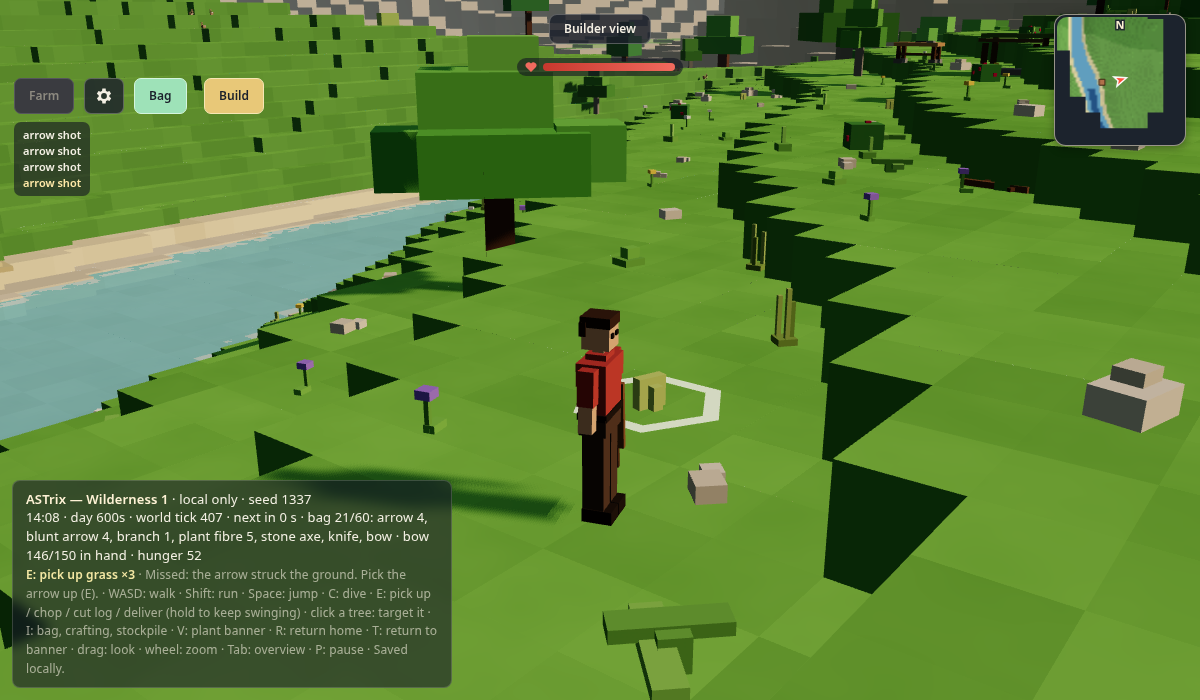 Builder view
N
Farm
Bag
Build
arrow shot
arrow shot
arrow shot
arrow shot
ASTrix — Wilderness 1 · local only · seed 1337
14:08 · day 600s · world tick 407 · next in 0 s · bag 21/60: arrow 4,
blunt arrow 4, branch 1, plant fibre 5, stone axe, knife, bow · bow
146/150 in hand · hunger 52
E: pick up grass ×3 · Missed: the arrow struck the ground. Pick the
arrow up (E). · WASD: walk · Shift: run · Space: jump · C: dive · E: pick up
/ chop / cut log / deliver (hold to keep swinging) · click a tree: target it ·
I: bag, crafting, stockpile · V: plant banner · R: return home · T: return to
banner · drag: look · wheel: zoom · Tab: overview · P: pause · Saved
locally.